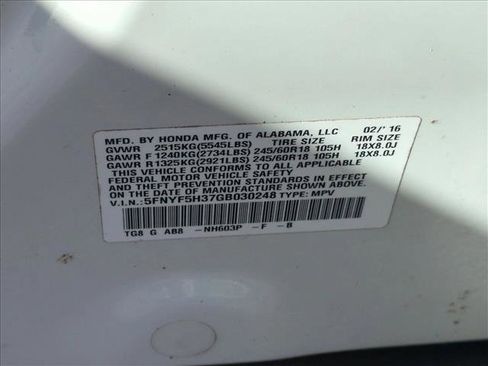 MFD. BY HONDA MFG. OF ALABAMA, LLC 02/'16
GVWR 2515KG(5545LBS) TIRE SIZE RIM SIZE
GAWR F 1240KG(2734LBS) 245/60R18 105H 18X8.0J
GAWR R 1325KG(2921LBS) 245/60R18 105H 18X8.0J
THIS VEHICLE CONFORMS TO ALL APPLICABLE
FEDERAL MOTOR VEHICLE SAFETY AND
THEFT PREVENTION STANDARDS IN EFFECT ON THE DATE OF
MANUFACTURE SHOWN ABOVE.
V.I.N.: 5FNYF5H37GB030248 TYPE: MPV
TG8 G AB8 -NH603P -F -B